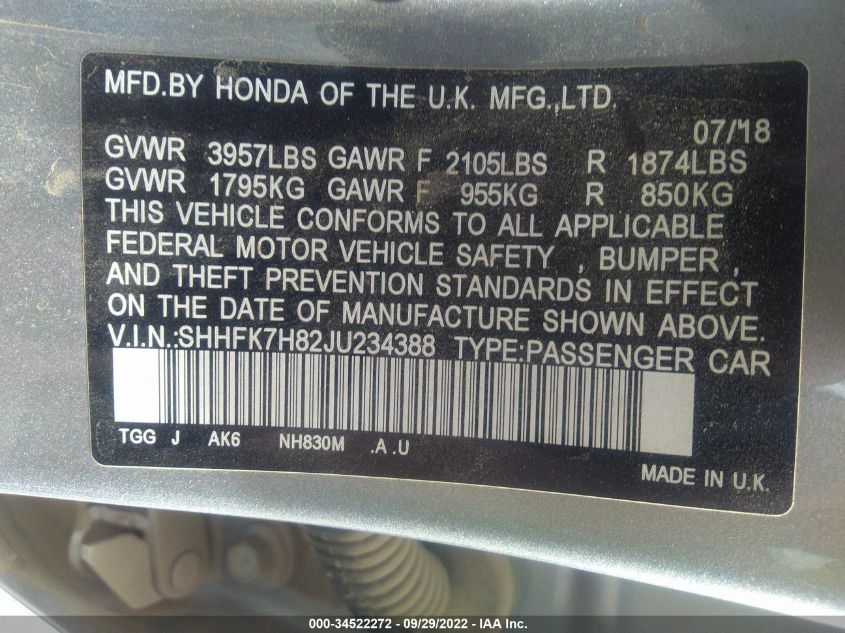 MFD.BY HONDA OF THE U.K. MFG.,LTD.
07/18
GVWR 3957LBS GAWR F 2105LBS R 1874LBS
GVWR 1795KG GAWR F 955KG R 850KG
THIS VEHICLE CONFORMS TO ALL APPLICABLE
FEDERAL MOTOR VEHICLE SAFETY , BUMPER ,
AND THEFT PREVENTION STANDARDS IN EFFECT
ON THE DATE OF MANUFACTURE SHOWN ABOVE.
V.I.N.:SHHFK7H82JU234388 TYPE:PASSENGER CAR
TGG J AK6 NH830M .A .U
MADE IN U.K.
000-34522272 - 09/29/2022 - IAA Inc.